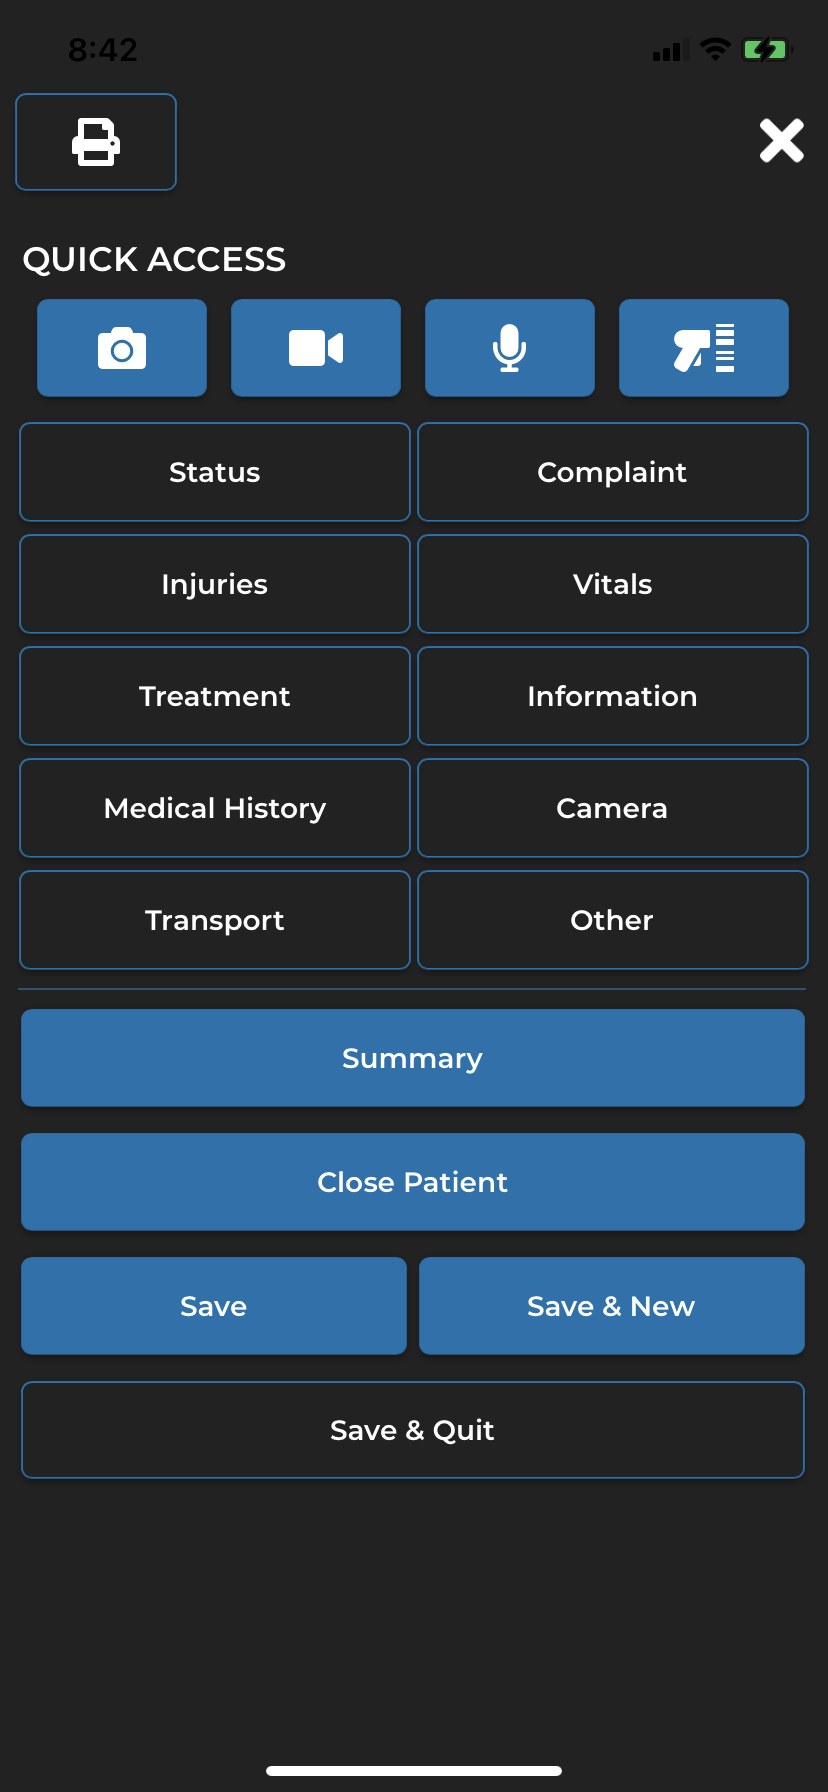 8:42
QUICK ACCESS
Status
Complaint
Injuries
Vitals
Treatment
Information
Medical History
Camera
Transport
Other
Summary
Close Patient
Save
Save & New
Save & Quit